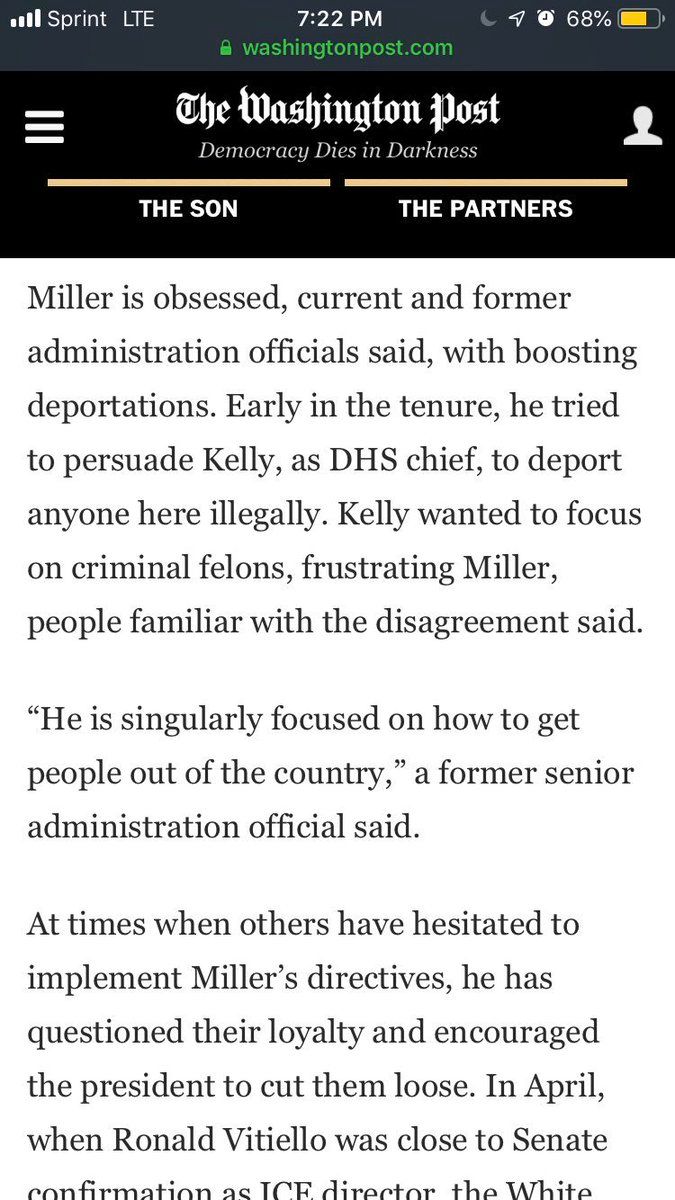 Sprint LTE 7:22 PM 68%
washingtonpost.com
The Washington Post
Democracy Dies in Darkness
THE SON THE PARTNERS
Miller is obsessed, current and former
administration officials said, with boosting
deportations. Early in the tenure, he tried
to persuade Kelly, as DHS chief, to deport
anyone here illegally. Kelly wanted to focus
on criminal felons, frustrating Miller,
people familiar with the disagreement said.
“He is singularly focused on how to get
people out of the country,” a former senior
administration official said.
At times when others have hesitated to
implement Miller’s directives, he has
questioned their loyalty and encouraged
the president to cut them loose. In April,
when Ronald Vitiello was close to Senate
confirmation as ICE director, the White